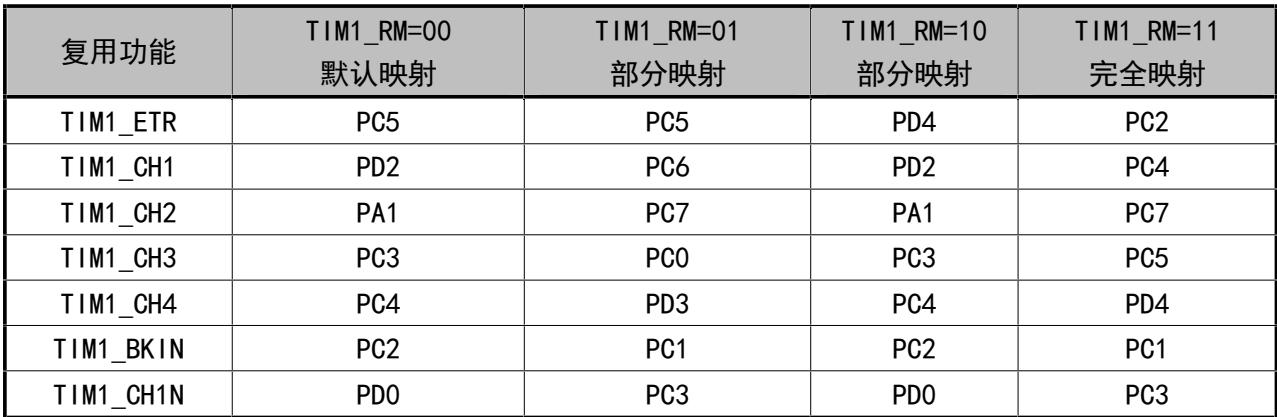 复用功能 TIM1_RM=00 TIM1_RM=01 TIM1_RM=10 TIM1_RM=11
默认映射 部分映射 部分映射 完全映射
TIM1_ETR PC5 PC5 PD4 PC2
TIM1_CH1 PD2 PC6 PD2 PC4
TIM1_CH2 PA1 PC7 PA1 PC7
TIM1_CH3 PC3 PC0 PC3 PC5
TIM1_CH4 PC4 PD3 PC4 PD4
TIM1_BKIN PC2 PC1 PC2 PC1
TIM1_CH1N PD0 PC3 PD0 PC3